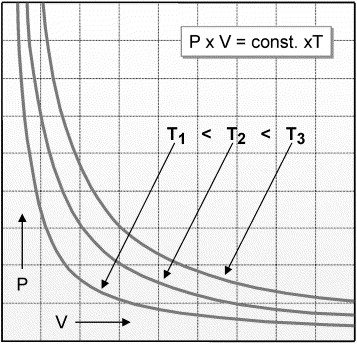 P x V = const. xT
T1 < T2 < T3
P
V